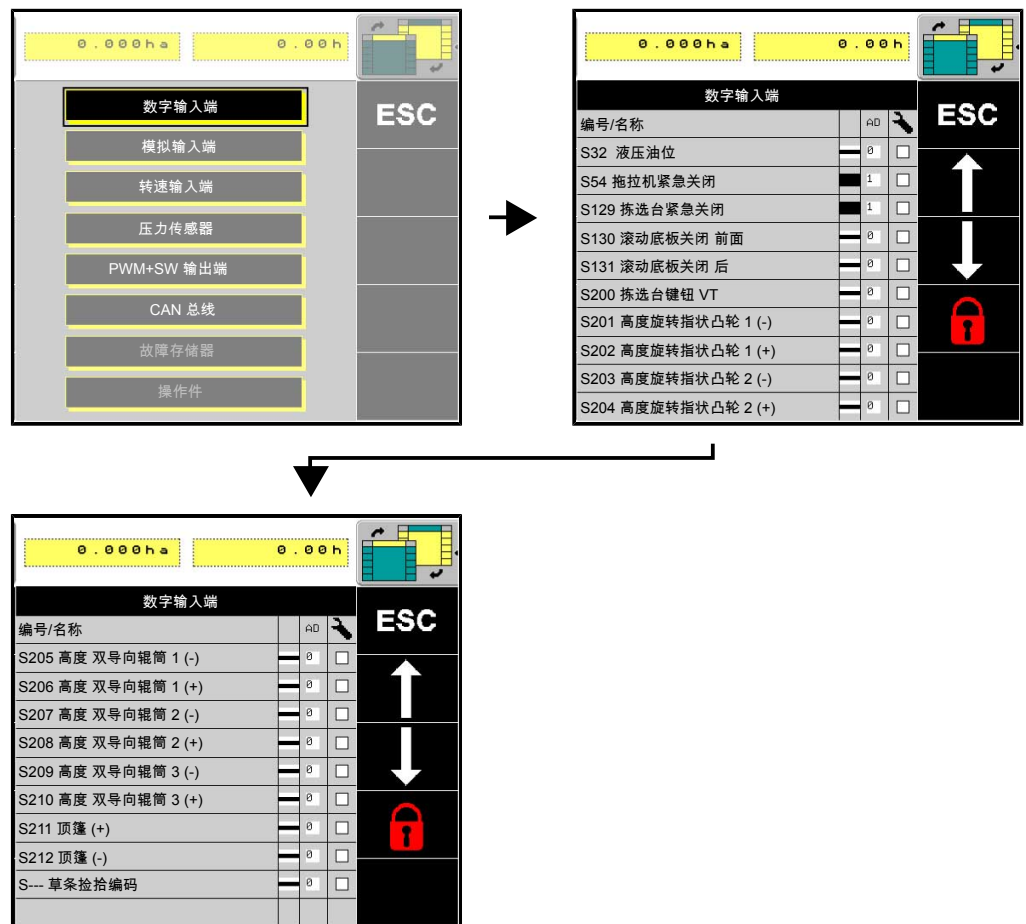 0.000ha 0.00h
数字输入端
ESC
模拟输入端
转速输入端
压力传感器
PWM+SW 输出端
CAN 总线
故障存储器
操作件
0.000ha 0.00h
数字输入端
ESC
编号/名称 AD
S32 液压油位 0
S54 拖拉机紧急关闭 1
S129 拣选台紧急关闭 1
S130 滚动底板关闭 前面 0
S131 滚动底板关闭 后 0
S200 拣选台键钮 VT 0
S201 高度旋转指状凸轮 1 (-) 0
S202 高度旋转指状凸轮 1 (+) 0
S203 高度旋转指状凸轮 2 (-) 0
S204 高度旋转指状凸轮 2 (+) 0
0.000ha 0.00h
数字输入端
ESC
编号/名称 AD
S205 高度 双导向辊筒 1 (-) 0
S206 高度 双导向辊筒 1 (+) 0
S207 高度 双导向辊筒 2 (-) 0
S208 高度 双导向辊筒 2 (+) 0
S209 高度 双导向辊筒 3 (-) 0
S210 高度 双导向辊筒 3 (+) 0
S211 顶篷 (+) 0
S212 顶篷 (-) 0
S--- 草条捡拾编码 0